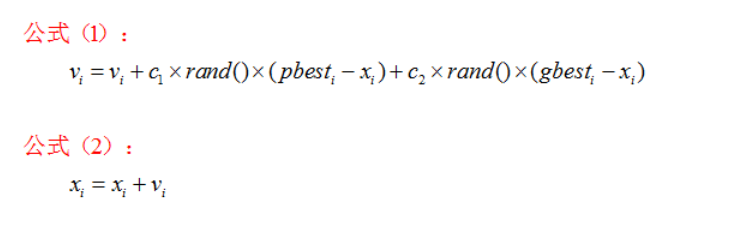 公式（1）：
v_i = v_i + c_1 × rand() × (pbest_i − x_i) + c_2 × rand() × (gbest_i − x_i)
公式（2）：
x_i = x_i + v_i